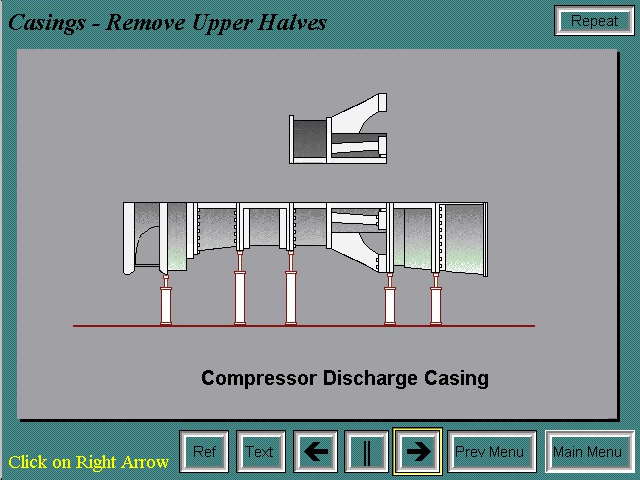 Casings - Remove Upper Halves
Repeat
Compressor Discharge Casing
Click on Right Arrow
Ref
Text
Prev Menu
Main Menu